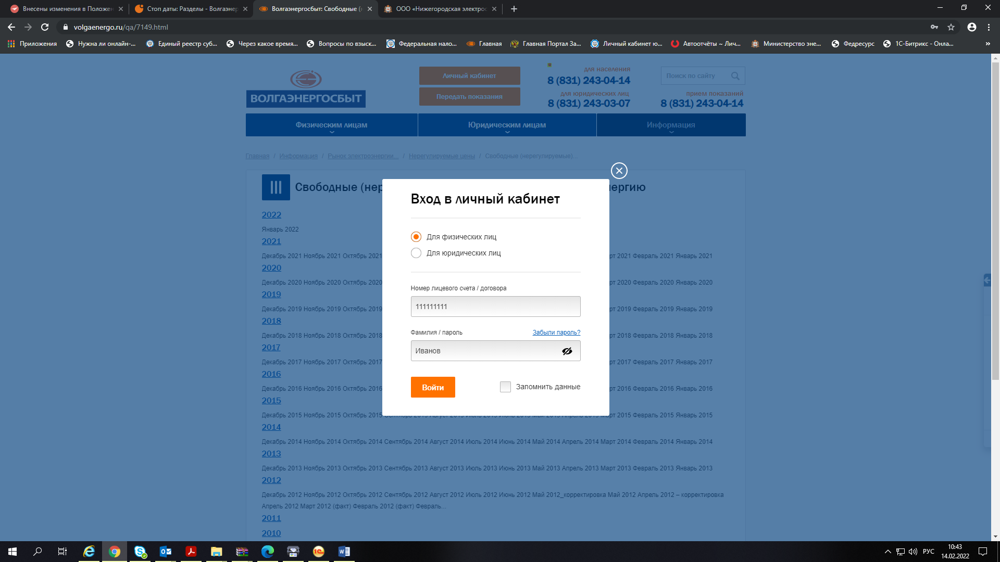 Внесены изменения в Положен
Стоп даты: Разделы - Волгаэнер
Волгаэнергосбыт: Свободные (н
ООО «Нижегородская электрос
volgaenergo.ru/qa/7149.html
Приложения
Нужна ли онлайн-...
Единый реестр суб...
Через какое время...
Вопросы по взыск...
Федеральная нало...
Главная
Главная Портал За...
Личный кабинет ю...
Автоотчёты ~ Лич...
Министерство эне...
Федресурс
1С-Битрикс - Онла...
»
ВОЛГАЭНЕРГОСБЫТ
Личный кабинет
Передать показания
для населения
8 (831) 243-04-14
для юридических лиц
8 (831) 243-03-07
Поиск по сайту
прием показаний
8 (831) 243-04-14
Физическим лицам
Юридическим лицам
Информация
Главная / Информация / Рынок электроэнергии... / Нерегулируемые цены / Свободные (нерегулируемые)...
Свободные (нер
ергию
Вход в личный кабинет
Для физических лиц
Для юридических лиц
Номер лицевого счета / договора
111111111
Фамилия / пароль
Забыли пароль?
Иванов
Войти
Запомнить данные
2022
Январь 2022
2021
Декабрь 2021 Ноябрь 2021 Октябрь 2021
рт 2021 Февраль 2021 Январь 2021
2020
Декабрь 2020 Ноябрь 2020 Октябрь 2020
рт 2020 Февраль 2020 Январь 2020
2019
Декабрь 2019 Ноябрь 2019 Октябрь 2019
рт 2019 Февраль 2019 Январь 2019
2018
Декабрь 2018 Ноябрь 2018 Октябрь 2018
рт 2018 Февраль 2018 Январь 2018
2017
Декабрь 2017 Ноябрь 2017 Октябрь 2017
рт 2017 Февраль 2017 Январь 2017
2016
Декабрь 2016 Ноябрь 2016 Октябрь 2016
рт 2016 Февраль 2016 Январь 2016
2015
Декабрь 2015 Ноябрь 2015 Октябрь 2015 Сентябрь 2015 Август 2015 Июль 2015 Июнь 2015 Май 2015 Апрель 2015 Март 2015 Февраль 2015 Январь 2015
2014
Декабрь 2014 Ноябрь 2014 Октябрь 2014 Сентябрь 2014 Август 2014 Июль 2014 Июнь 2014 Май 2014 Апрель 2014 Март 2014 Февраль 2014 Январь 2014
2013
Декабрь 2013 Ноябрь 2013 Октябрь 2013 Сентябрь 2013 Август 2013 Июль 2013 Июнь 2013 Май 2013 Апрель 2013 Март 2013 Февраль 2013 Январь 2013
2012
Декабрь 2012 Ноябрь 2012 Октябрь 2012 Сентябрь 2012 Август 2012 Июль 2012 Июнь 2012 Май 2012_корректировка Май 2012 Апрель 2012 – корректировка
Апрель 2012 Март 2012 (факт) Февраль 2012 (факт) Февраль...
2011
2010
РУС
10:43
14.02.2022